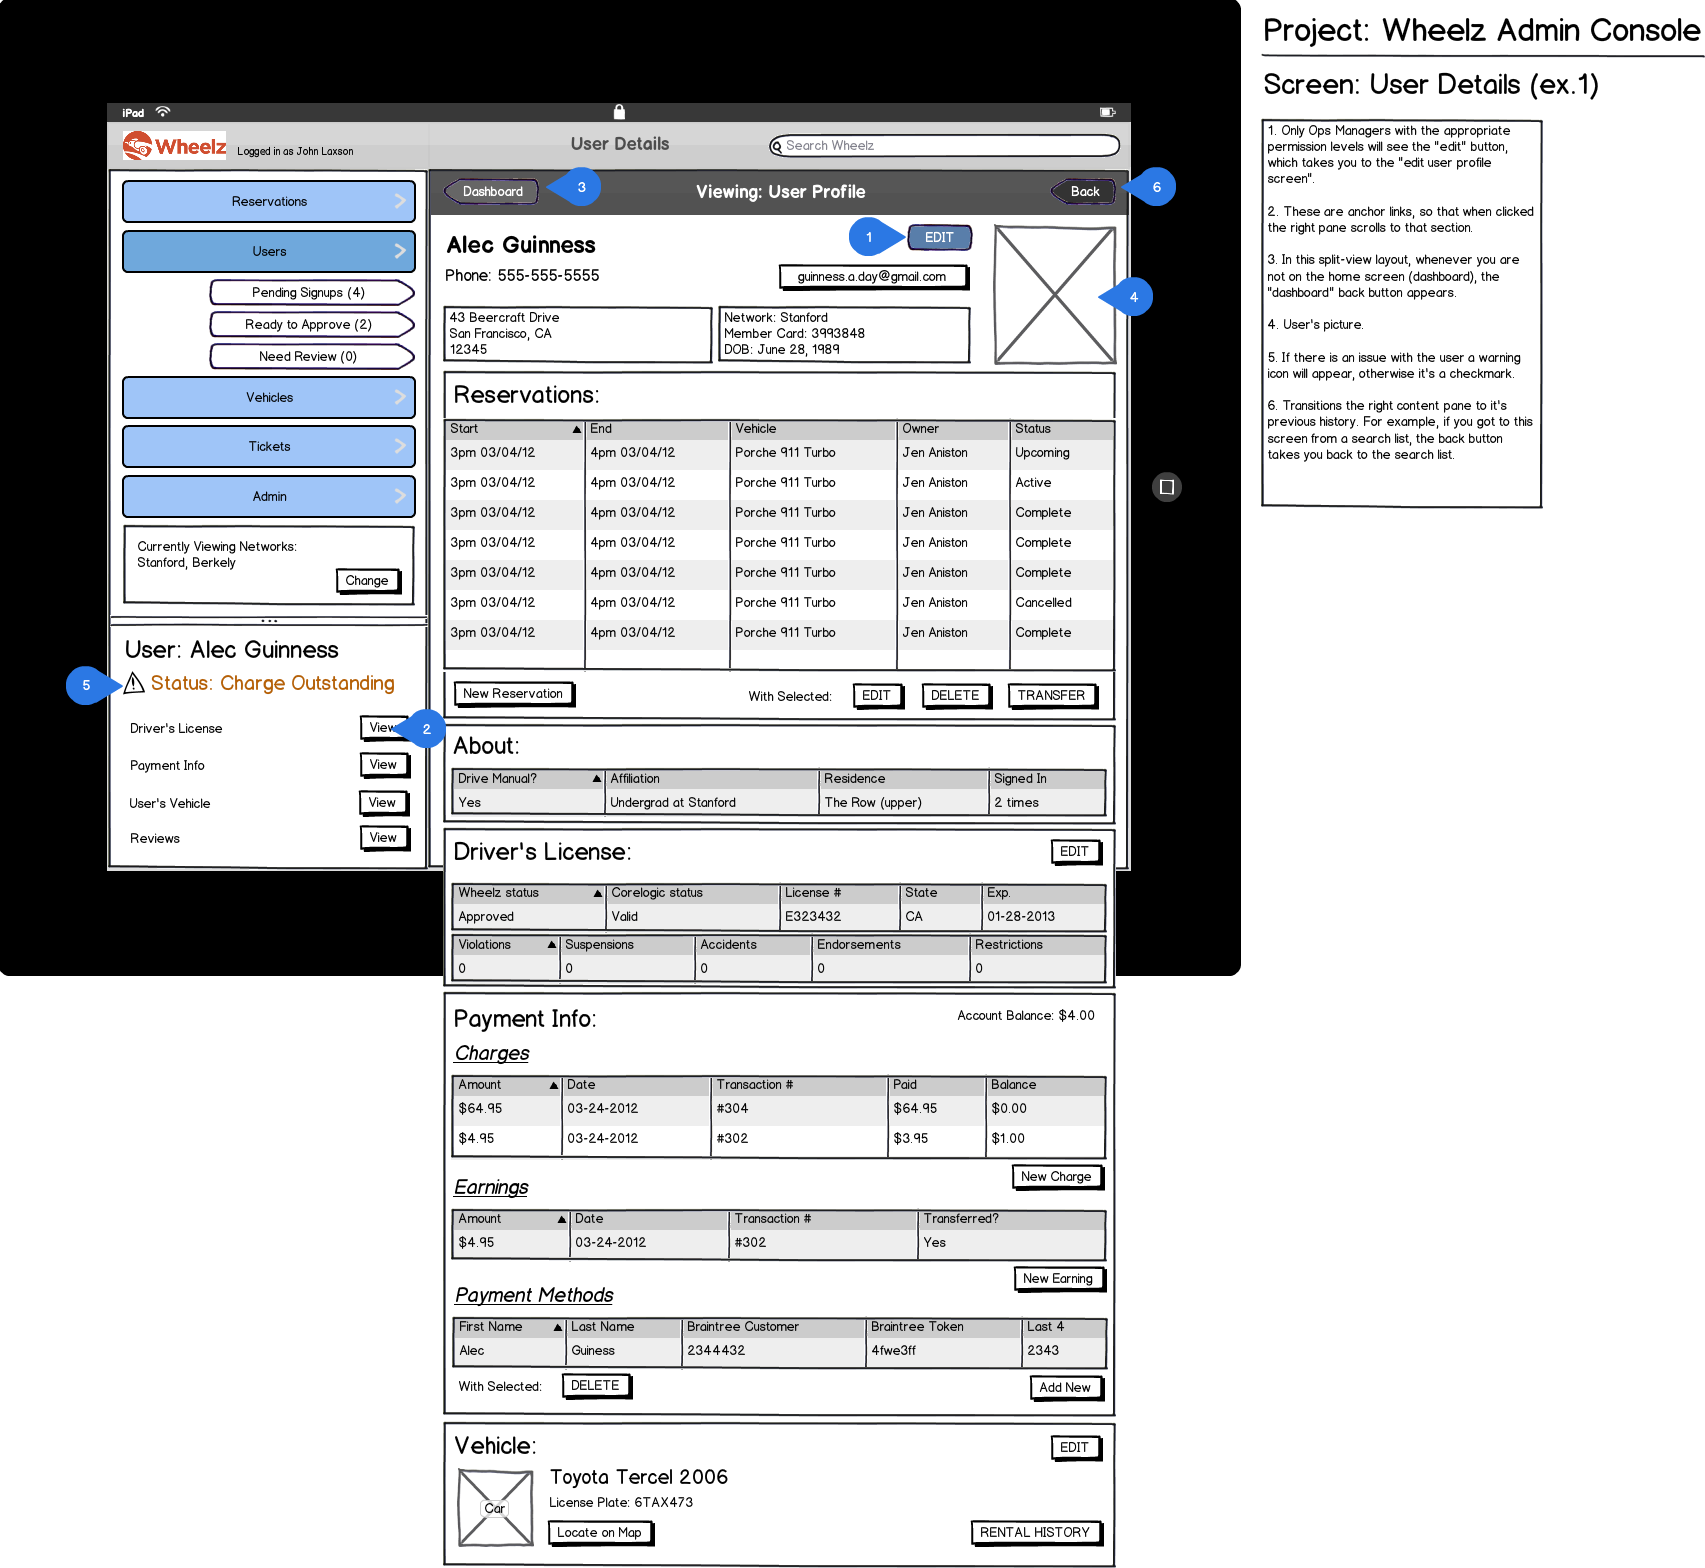 Project: Wheelz Admin Console
Screen: User Details (ex.1)
1. Only Ops Managers with the appropriate
permission levels will see the "edit" button,
which takes you to the "edit user profile
screen".
2. These are anchor links, so that when clicked
the right pane scrolls to that section.
3. In this split-view layout, whenever you are
not on the home screen (dashboard), the
"dashboard" back button appears.
4. User's picture.
5. If there is an issue with the user a warning
icon will appear, otherwise it's a checkmark.
6. Transitions the right content pane to it's
previous history. For example, if you got to this
screen from a search list, the back button
takes you back to the search list.
iPad
Wheelz Logged in as John Laxson
User Details
Search Wheelz
Reservations
Users
Pending Signups (4)
Ready to Approve (2)
Need Review (0)
Vehicles
Tickets
Admin
Currently Viewing Networks:
Stanford, Berkely
Change
User: Alec Guinness
5
Status: Charge Outstanding
Driver's License View 2
Payment Info View
User's Vehicle View
Reviews View
Dashboard 3 Viewing: User Profile Back 6
Alec Guinness 1 EDIT
Phone: 555-555-5555 guinness.a.day@gmail.com
4
43 Beercraft Drive
San Francisco, CA
12345
Network: Stanford
Member Card: 3993848
DOB: June 28, 1989
Reservations:
Start End Vehicle Owner Status
3pm 03/04/12 4pm 03/04/12 Porche 911 Turbo Jen Aniston Upcoming
3pm 03/04/12 4pm 03/04/12 Porche 911 Turbo Jen Aniston Active
3pm 03/04/12 4pm 03/04/12 Porche 911 Turbo Jen Aniston Complete
3pm 03/04/12 4pm 03/04/12 Porche 911 Turbo Jen Aniston Complete
3pm 03/04/12 4pm 03/04/12 Porche 911 Turbo Jen Aniston Complete
3pm 03/04/12 4pm 03/04/12 Porche 911 Turbo Jen Aniston Cancelled
3pm 03/04/12 4pm 03/04/12 Porche 911 Turbo Jen Aniston Complete
New Reservation With Selected: EDIT DELETE TRANSFER
About:
Drive Manual? Affiliation Residence Signed In
Yes Undergrad at Stanford The Row (upper) 2 times
Driver's License: EDIT
Wheelz status Corelogic status License # State Exp.
Approved Valid E323432 CA 01-28-2013
Violations Suspensions Accidents Endorsements Restrictions
0 0 0 0 0
Payment Info: Account Balance: $4.00
Charges
Amount Date Transaction # Paid Balance
$64.95 03-24-2012 #304 $64.95 $0.00
$4.95 03-24-2012 #302 $3.95 $1.00
New Charge
Earnings
Amount Date Transaction # Transferred?
$4.95 03-24-2012 #302 Yes
New Earning
Payment Methods
First Name Last Name Braintree Customer Braintree Token Last 4
Alec Guiness 2344432 4fwe3ff 2343
With Selected: DELETE Add New
Vehicle: EDIT
Car
Toyota Tercel 2006
License Plate: 6TAX473
Locate on Map RENTAL HISTORY